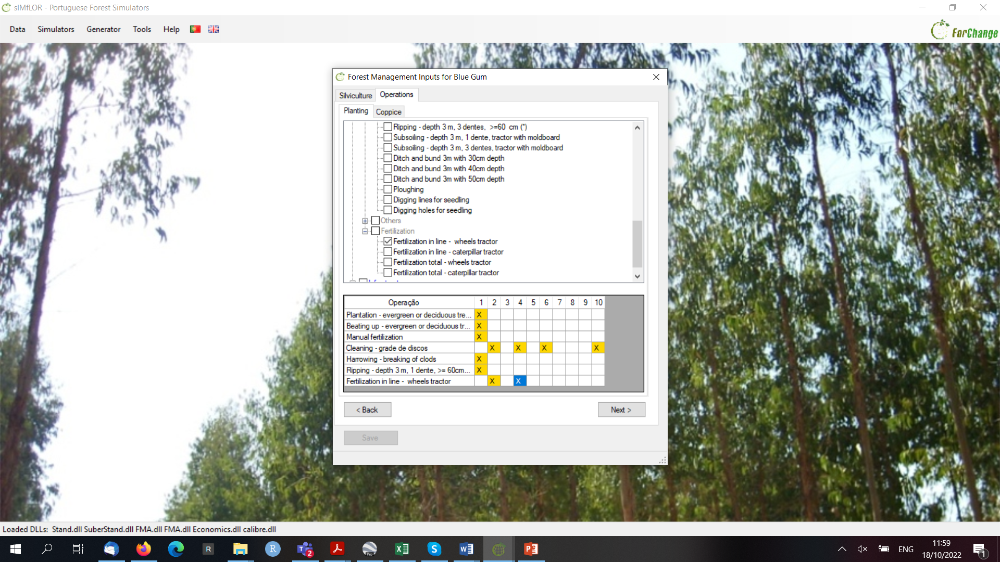 sIMfLOR - Portuguese Forest Simulators
Data Simulators Generator Tools Help
ForChange
Forest Management Inputs for Blue Gum
Silviculture Operations
Planting Coppice
Ripping - depth 3 m, 3 dentes, >=60 cm (*)
Subsoiling - depth 3 m, 1 dente, tractor with moldboard
Subsoiling - depth 3 m, 3 dentes, tractor with moldboard
Ditch and bund 3m with 30cm depth
Ditch and bund 3m with 40cm depth
Ditch and bund 3m with 50cm depth
Ploughing
Digging lines for seedling
Digging holes for seedling
Others
Fertilization
Fertilization in line - wheels tractor
Fertilization in line - caterpillar tractor
Fertilization total - wheels tractor
Fertilization total - caterpillar tractor
Operação 1 2 3 4 5 6 7 8 9 10
Plantation - evergreen or deciduous tre... X
Beating up - evergreen or deciduous tr... X
Manual fertilization X
Cleaning - grade de discos X X X X
Harrowing - breaking of clods X
Ripping - depth 3 m, 1 dente, >= 60cm... X
Fertilization in line - wheels tractor X X
< Back Next >
Save
Loaded DLLs: Stand.dll SuberStand.dll FMA.dll FMA.dll Economics.dll calibre.dll
R R T 2 Pro X S W P ENG 11:59
18/10/2022 1